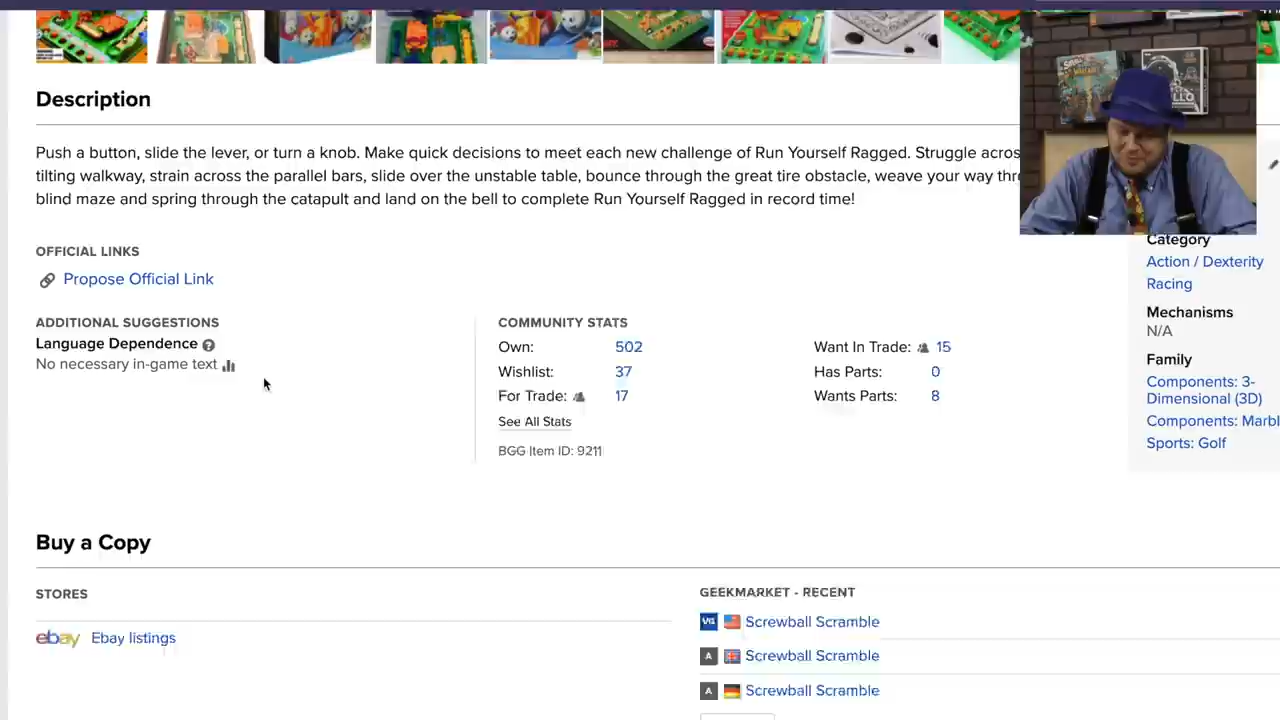 Description
Push a button, slide the lever, or turn a knob. Make quick decisions to meet each new challenge of Run Yourself Ragged. Struggle acros
tilting walkway, strain across the parallel bars, slide over the unstable table, bounce through the great tire obstacle, weave your way thr
blind maze and spring through the catapult and land on the bell to complete Run Yourself Ragged in record time!
OFFICIAL LINKS
Propose Official Link
ADDITIONAL SUGGESTIONS
Language Dependence ?
No necessary in-game text
COMMUNITY STATS
Own: 502
Wishlist: 37
For Trade: 17
See All Stats
BGG Item ID: 9211
Want In Trade: 15
Has Parts: 0
Wants Parts: 8
Category
Action / Dexterity
Racing
Mechanisms
N/A
Family
Components: 3-
Dimensional (3D)
Components: Marbl
Sports: Golf
Buy a Copy
STORES
ebay Ebay listings
GEEKMARKET - RECENT
VG Screwball Scramble
A Screwball Scramble
A Screwball Scramble